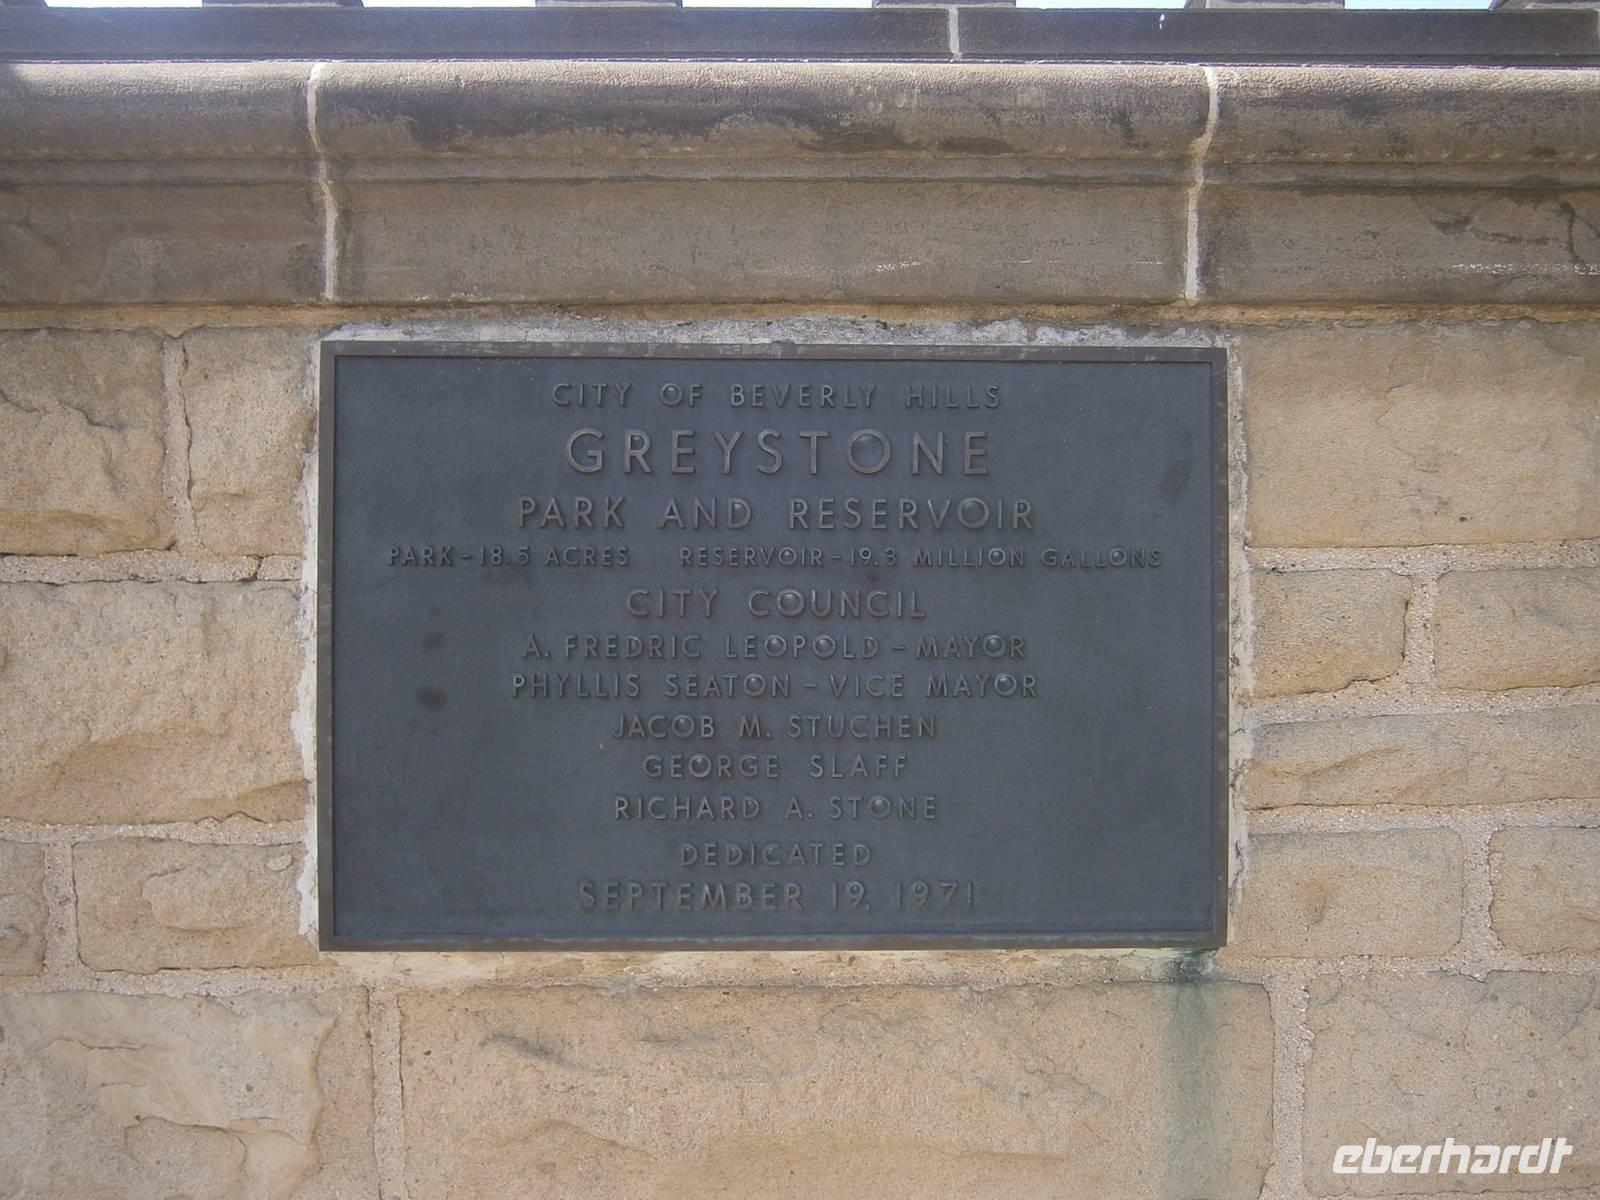 CITY OF BEVERLY HILLS
GREYSTONE
PARK AND RESERVOIR
PARK-18.5 ACRES RESERVOIR-19.3 MILLION GALLONS
CITY COUNCIL
A. FREDRIC LEOPOLD-MAYOR
PHYLLIS SEATON-VICE MAYOR
JACOB M. STUCHEN
GEORGE SLAFF
RICHARD A. STONE
DEDICATED
SEPTEMBER 19, 1971
eberhardt